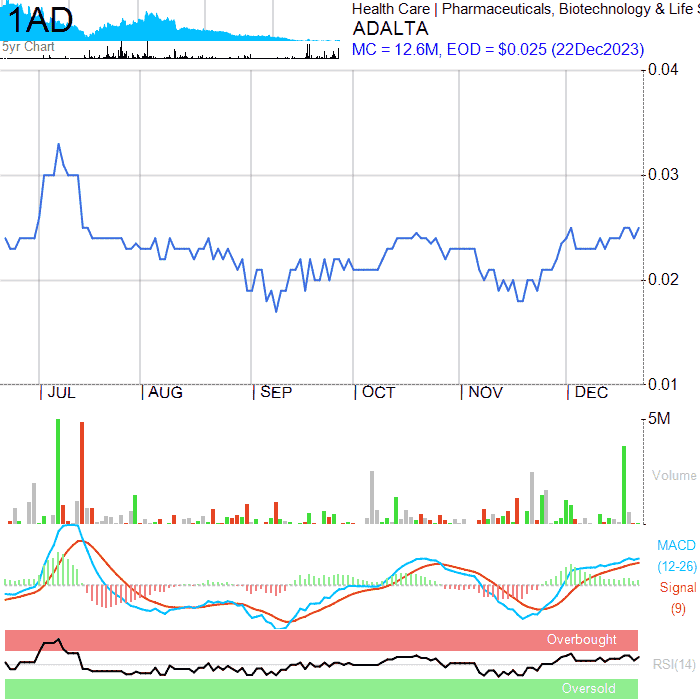 1AD
Health Care | Pharmaceuticals, Biotechnology & Life
ADALTA
5yr Chart
MC = 12.6M, EOD = $0.025 (22Dec2023)
0.04
0.03
0.02
0.01
JUL AUG SEP OCT NOV DEC
5M
Volume
MACD
(12-26)
Signal
(9)
Overbought
RSI(14)
Oversold